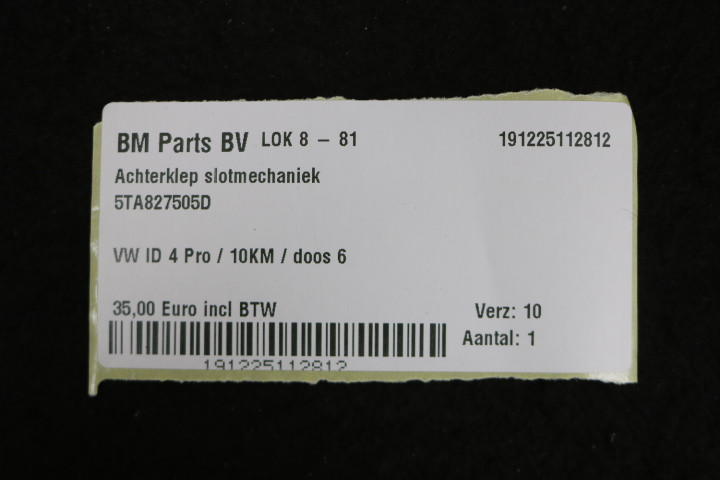 BM Parts BV LOK 8 – 81 191225112812
Achterklep slotmechaniek
5TA827505D
VW ID 4 Pro / 10KM / doos 6
35,00 Euro incl BTW Verz: 10
Aantal: 1
191225112812